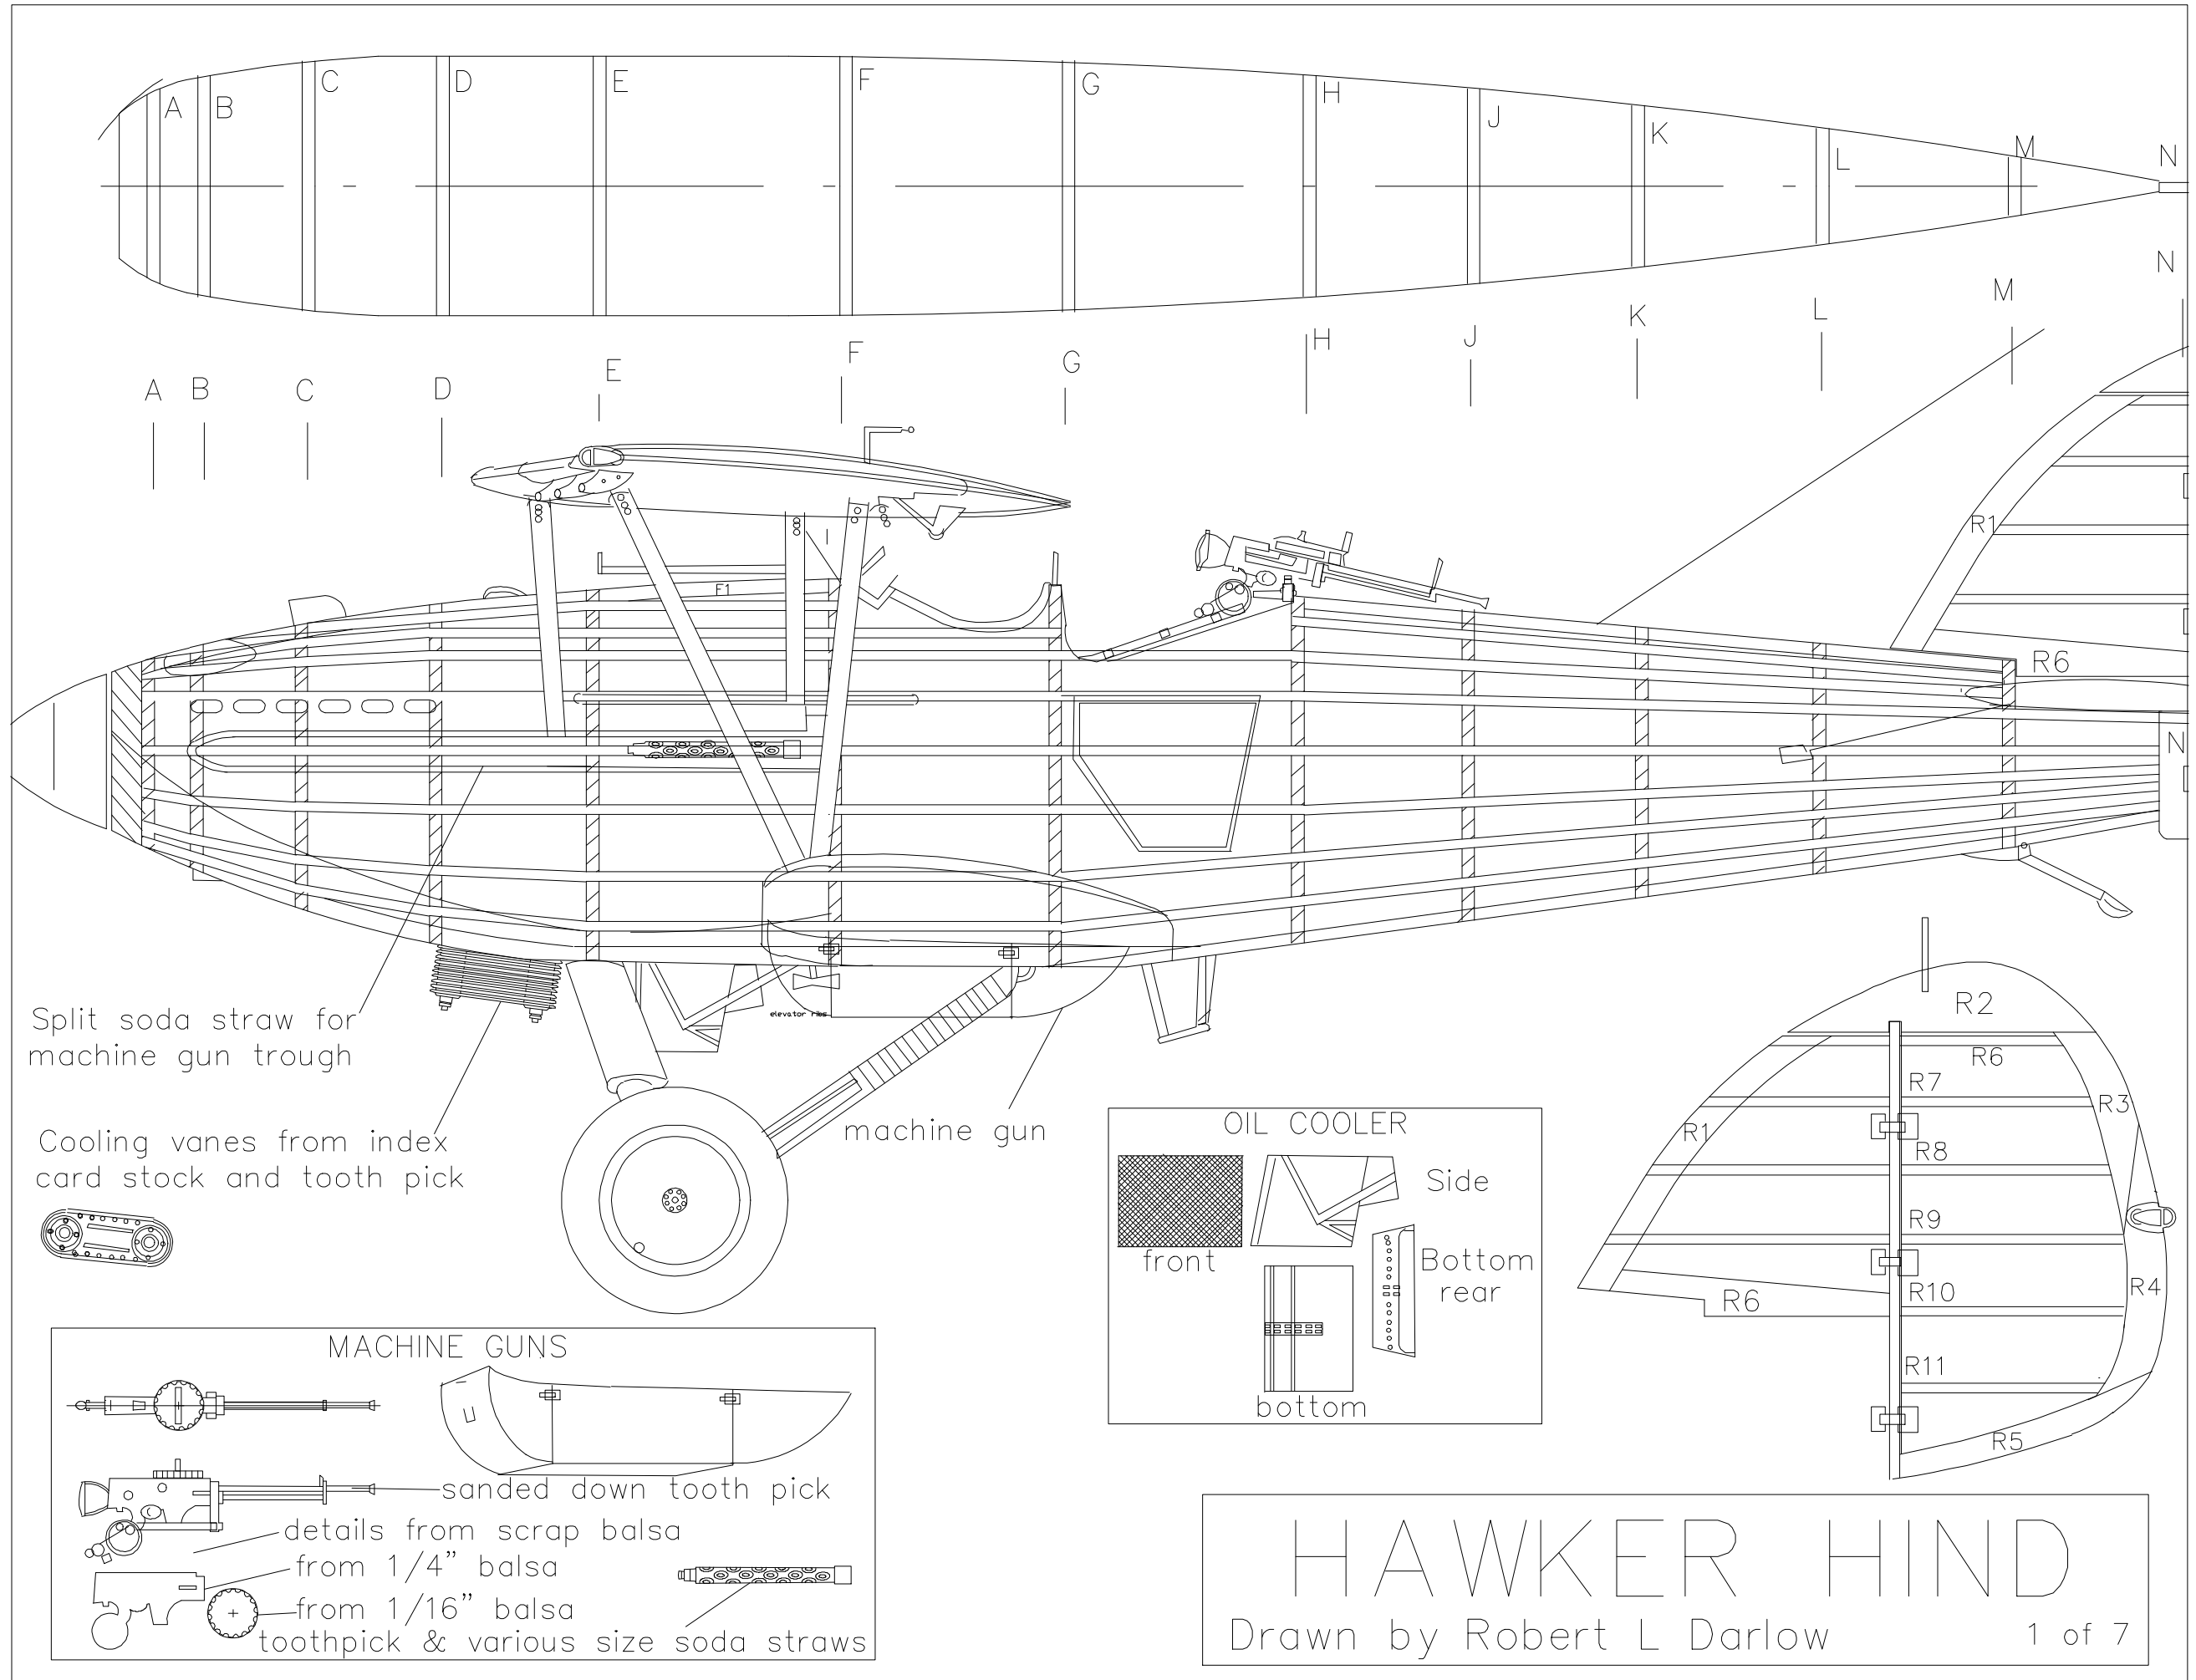 A
B
C
D
E
F
G
H
J
K
L
M
N
A
B
C
D
E
F
G
H
J
K
L
M
N
F1
R1
R6
N
elevator ribs
Split soda straw for
machine gun trough
Cooling vanes from index
card stock and tooth pick
machine gun
OIL COOLER
Side
front
Bottom
rear
bottom
R2
R6
R7
R3
R1
R8
R9
R10
R4
R6
R11
R5
MACHINE GUNS
sanded down tooth pick
details from scrap balsa
from 1/4" balsa
from 1/16" balsa
toothpick & various size soda straws
HAWKER HIND
Drawn by Robert L Darlow
1 of 7